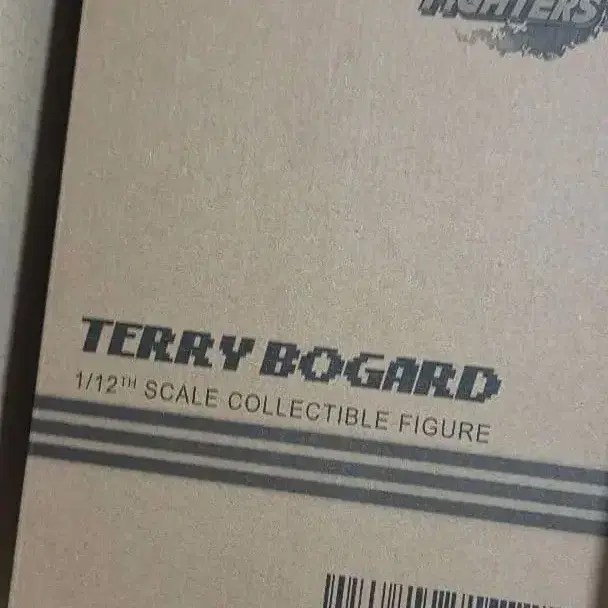 FIGHTERS
TERRY BOGARD
1/12TH SCALE COLLECTIBLE FIGURE